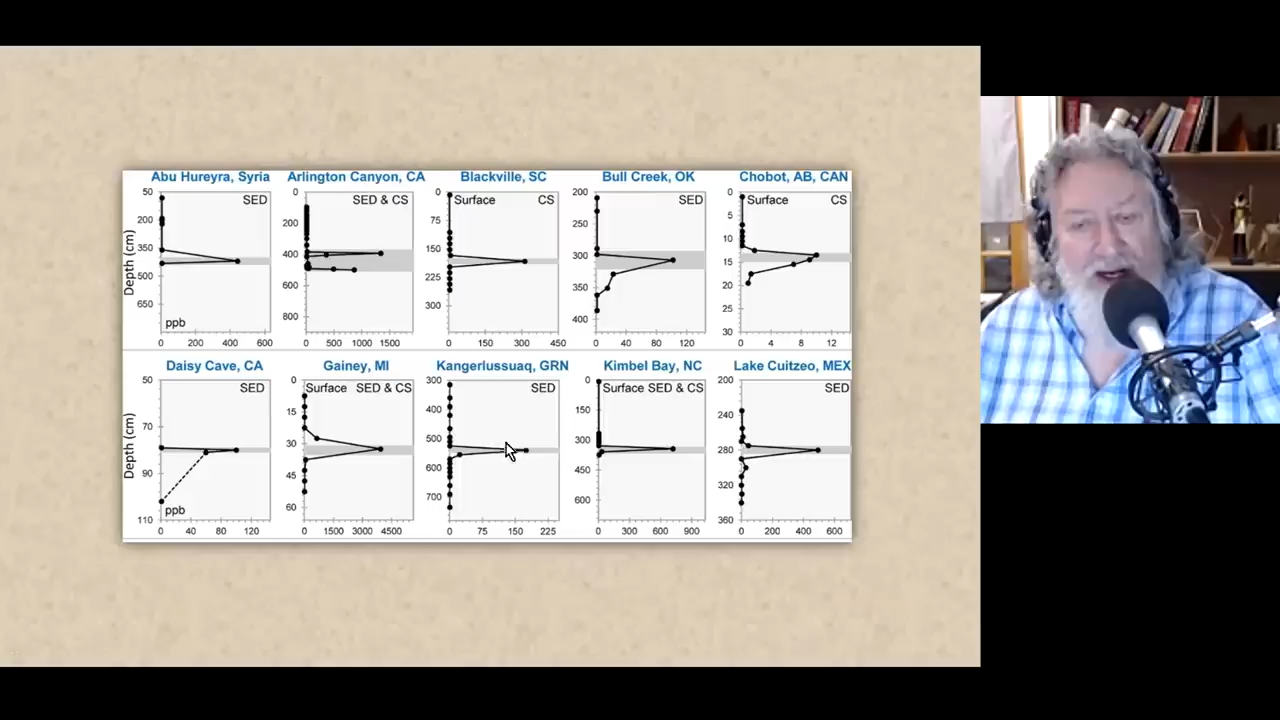 Abu Hureyra, Syria
Arlington Canyon, CA
Blackville, SC
Bull Creek, OK
Chobot, AB, CAN
SED
SED & CS
Surface CS
SED
Surface CS
50
200
350
500
650
0
200
400
600
800
0
75
150
225
300
200
250
300
350
400
0
5
10
15
20
25
30
Depth (cm)
ppb
0 200 400 600
0 500 1000 1500
0 150 300 450
0 40 80 120
0 4 8 12
Daisy Cave, CA
Gainey, MI
Kangerlussuaq, GRN
Kimbel Bay, NC
Lake Cuitzeo, MEX
SED
Surface SED & CS
SED
Surface SED & CS
SED
50
70
90
110
0
15
30
45
60
300
400
500
600
700
0
150
300
450
600
200
240
280
320
360
Depth (cm)
ppb
0 40 80 120
0 1500 3000 4500
0 75 150 225
0 300 600 900
0 200 400 600